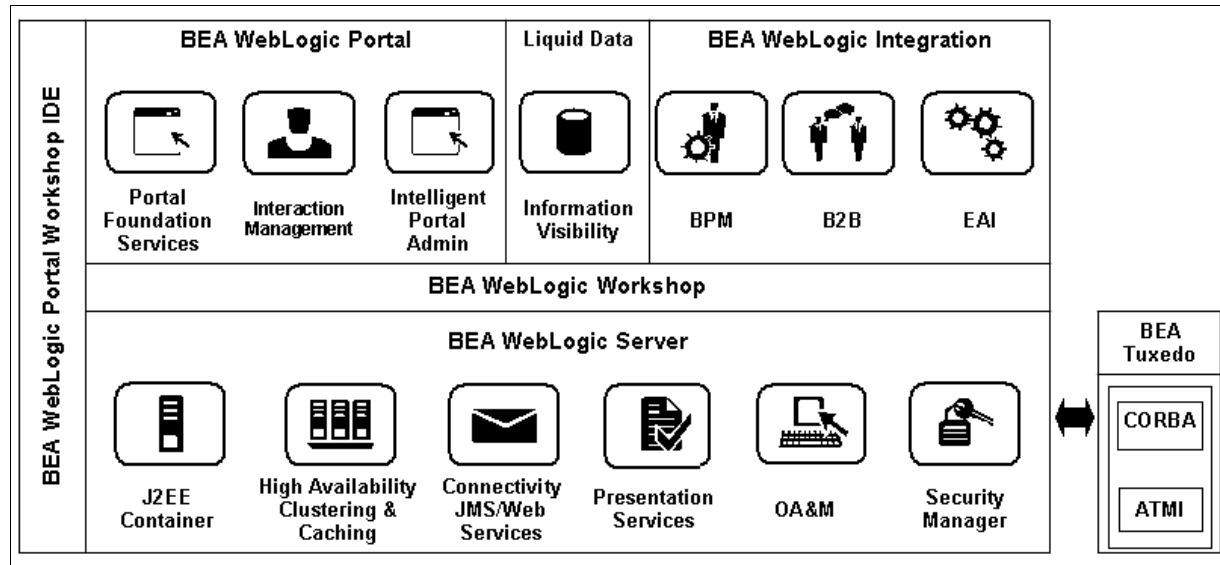 BEA WebLogic Portal Workshop IDE
BEA WebLogic Portal
Portal
Foundation
Services
Interaction
Management
Intelligent
Portal
Admin
Liquid Data
Information
Visibility
BEA WebLogic Integration
BPM
B2B
EAI
BEA WebLogic Workshop
BEA WebLogic Server
J2EE
Container
High Availability
Clustering &
Caching
Connectivity
JMS/Web
Services
Presentation
Services
OA&M
Security
Manager
BEA
Tuxedo
CORBA
ATMI